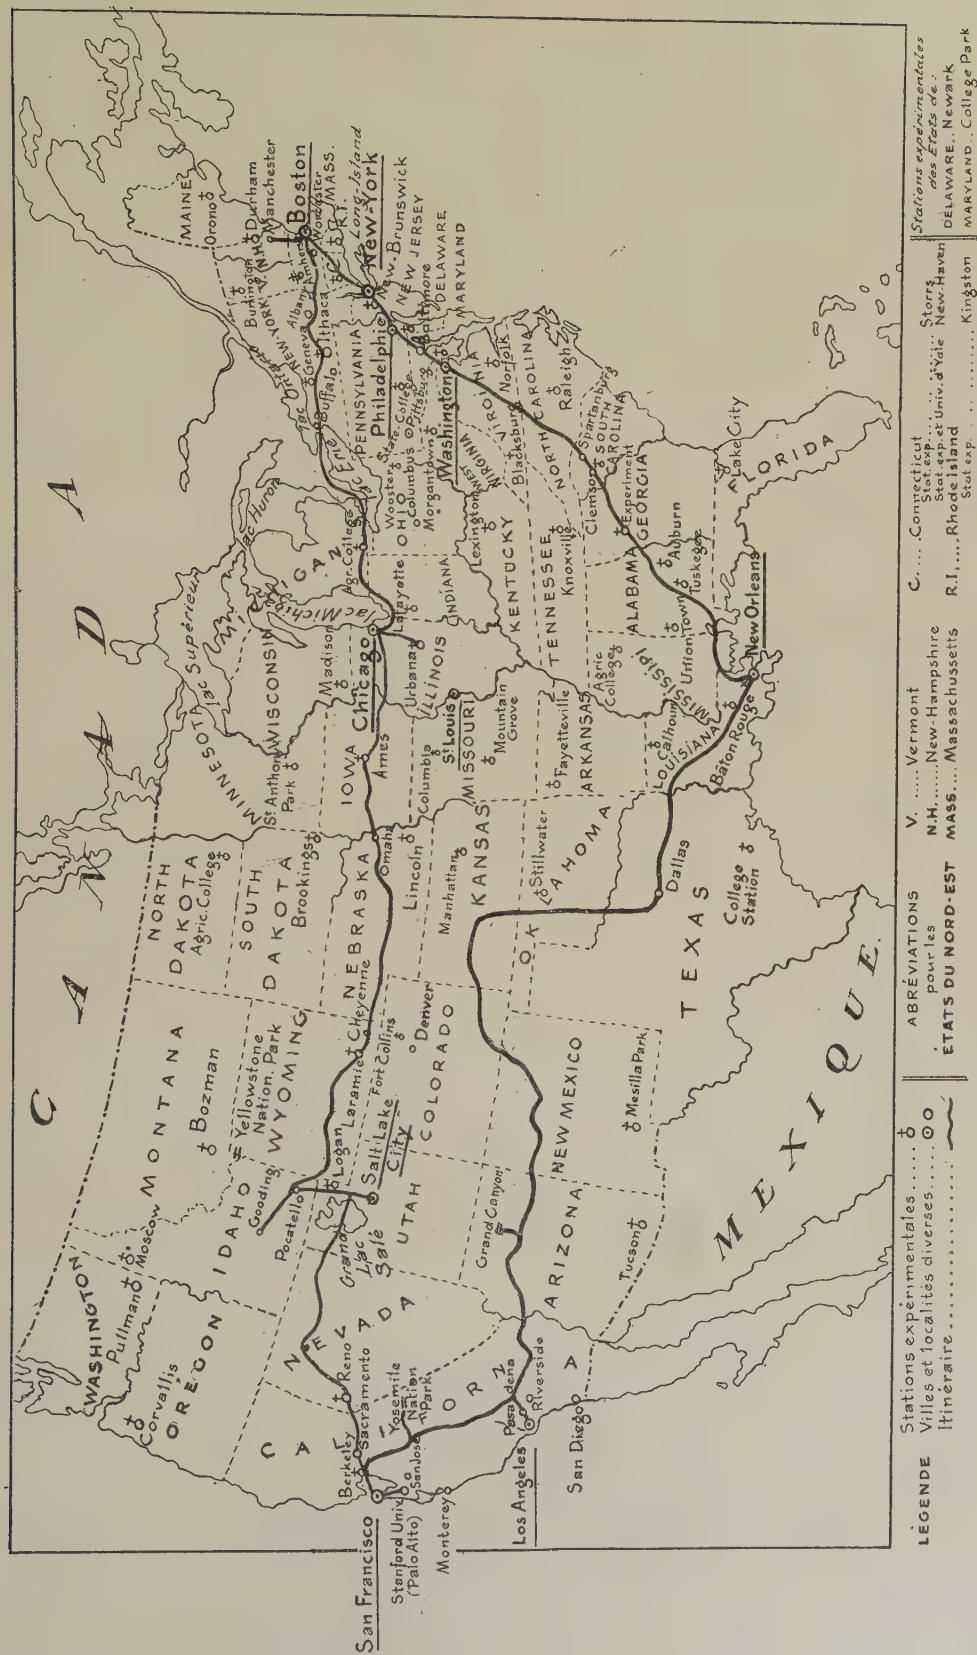 CANADA
MEXIQUE
WASHINGTON
Pullman
Moscow
Corvallis
OREGON
IDAHO
MONTANA
Bozman
Yellowstone
Nation. Park
WYOMING
Gooding
Pocatello
Logan
Laramie
Cheyenne
Fort Collins
Salt Lake
City
Grand
Lac
Salé
UTAH
NEVADA
Reno
Sacramento
Berkeley
San Francisco
Stanford Univ.
(Palo Alto)
San José
Yosemite
Nation
Park
Monterey
Los Angeles
Pasadena
Riverside
San Diego
Grand Canyon
ARIZONA
Tucson
NEW MEXICO
Mesilla Park
COLORADO
Denver
NORTH
DAKOTA
Agric. College
SOUTH
DAKOTA
Brookings
NEBRASKA
Omaha
Lincoln
Manhattan
KANSAS
Stillwater
TEXAS
Dallas
College
Station
MINNESOTA
St Anthony
Park
WISCONSIN
Madison
IOWA
Ames
Chicago
Columbia
St Louis
MISSOURI
Mountain
Grove
Fayetteville
ARKANSAS
LOUISIANA
Calhoun
Bâton Rouge
New Orleans
MISSISSIPI
Agric
College
Lac Supérieur
Lac Michigan
Lac Huron
Lac Erié
Lac Ontario
Urbana
ILLINOIS
Lafayette
INDIANA
Agr. College
Wooster
OHIO
Columbus
Lexington
KENTUCKY
TENNESSEE
Knoxville
ALABAMA
Auburn
Tuskegee
GEORGIA
Experiment
Clemson
SOUTH
CAROLINA
Spartanburg
NORTH CAROLINA
Raleigh
FLORIDA
Lake City
WEST
VIRGINIA
Morgantown
Pittsburg
VIRGINIA
Blacksburg
Norfolk
Washington
PENNSYLVANIA
State College
Philadelphie
Baltimore
DELAWARE
MARYLAND
NEW JERSEY
New-Brunswick
New-York
Long-Island
NEW-YORK
Buffalo
Geneva
Ithaca
Albany
Burlington
V.
N.H.
Amherst
Worcester
MASS.
R.I.
C.
Boston
Manchester
Durham
MAINE
Orono
LÉGENDE
Stations expérimentales
Villes et localités diverses
Itinéraire
ABRÉVIATIONS
pour les
ÉTATS DU NORD-EST
V. ..... Vermont
N.H. ..... New-Hampshire
MASS.... Massachussetts
C. .... Connecticut
Stat. exp. ........ Storrs
Stat. exp. et Univ. d'Yale New-Haven
R.I. .... Rhode Island
Stat exp. ........ Kingston
Stations expérimentales
des Etats de:
DELAWARE.. Newark
MARYLAND.. College Park